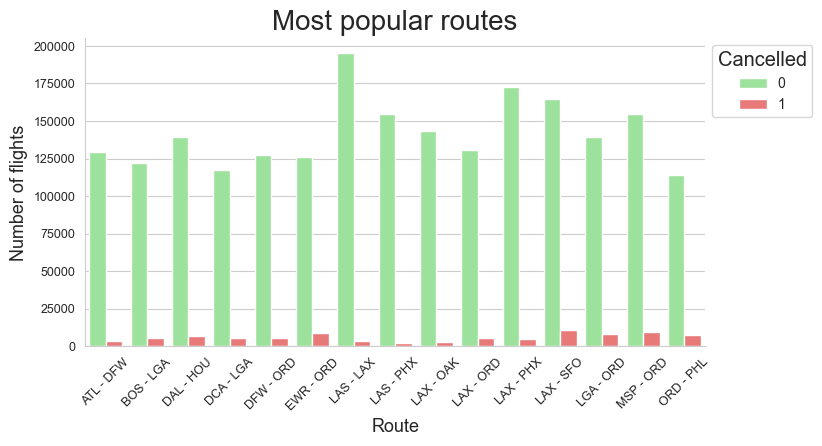 Most popular routes
Number of flights
200000
175000
150000
125000
100000
75000
50000
25000
0
Cancelled
0
1
ATL - DFW
BOS - LGA
DAL - HOU
DCA - LGA
DFW - ORD
EWR - ORD
LAS - LAX
LAS - PHX
LAX - OAK
LAX - ORD
LAX - PHX
LAX - SFO
LGA - ORD
MSP - ORD
ORD - PHL
Route